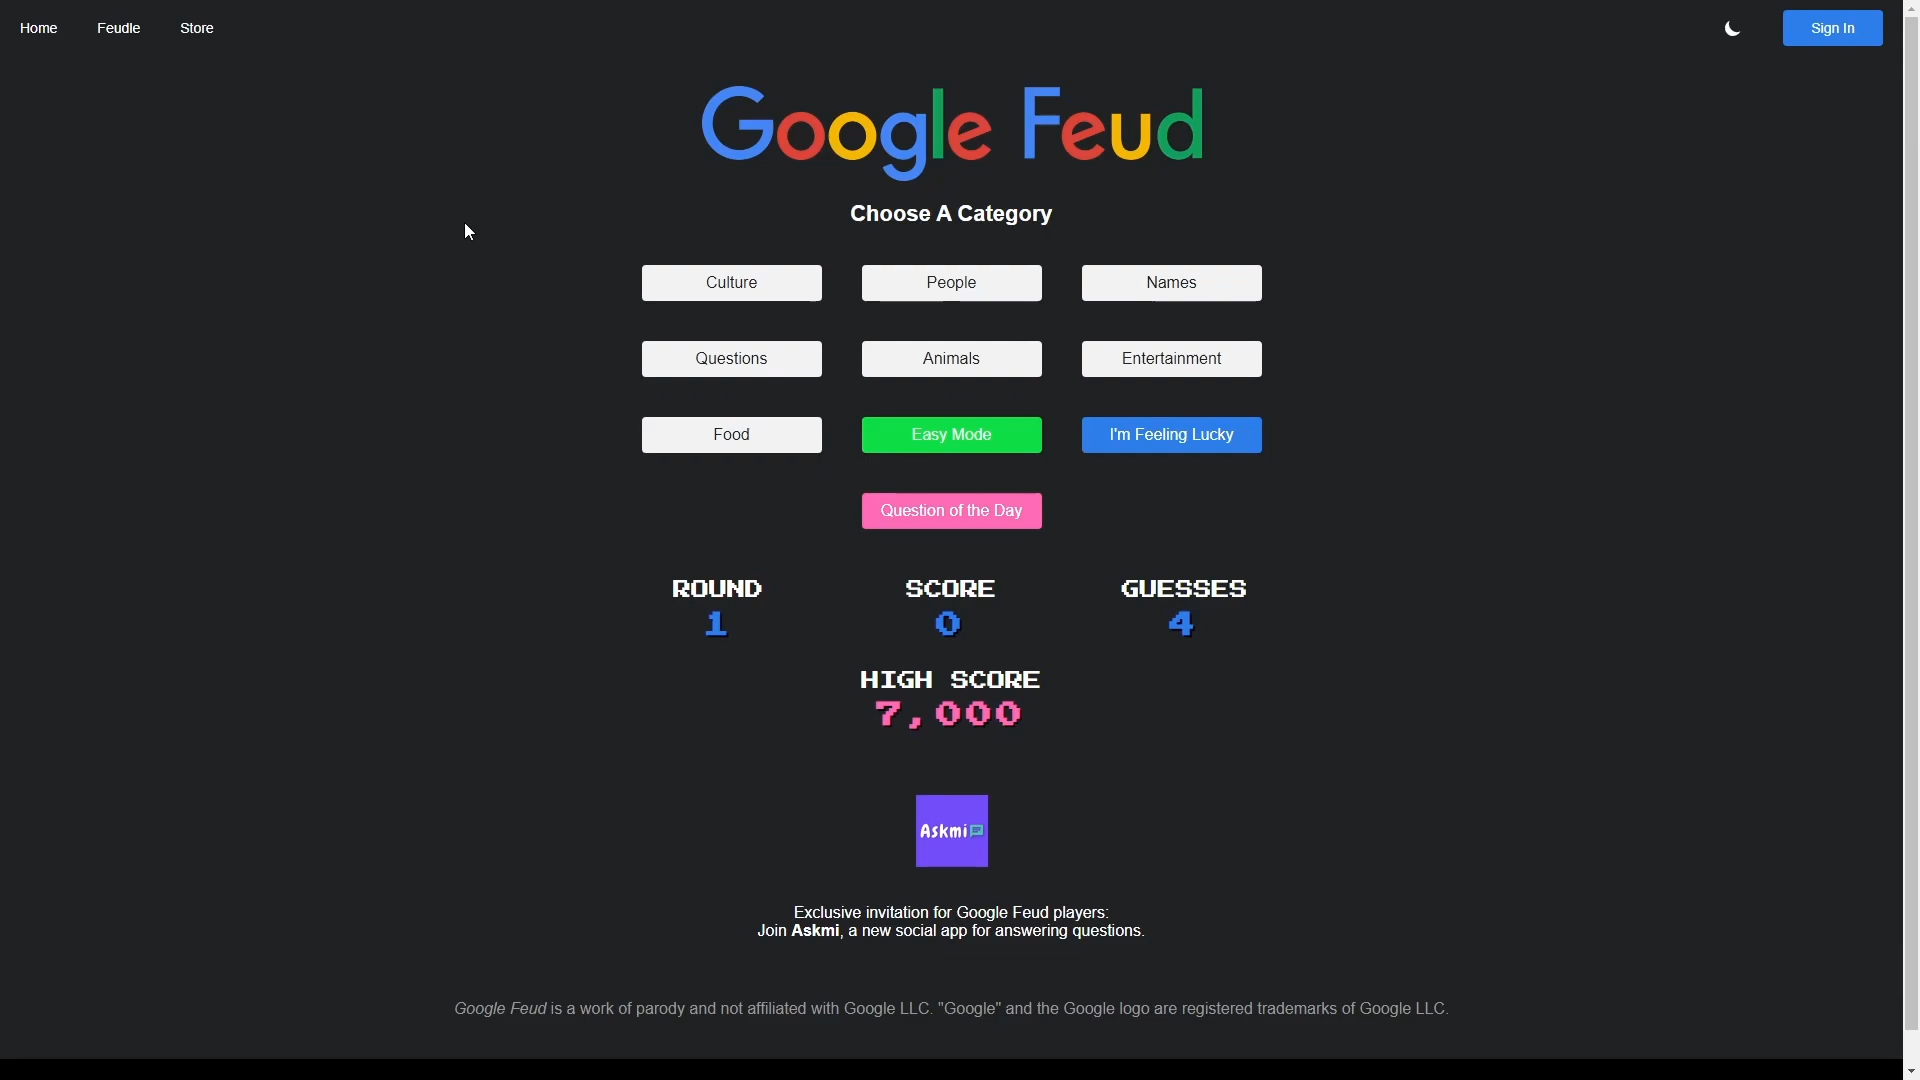 Home Feudle Store Sign In
Google Feud
Choose A Category
Culture People Names
Questions Animals Entertainment
Food Easy Mode I'm Feeling Lucky
Question of the Day
ROUND SCORE GUESSES
1 0 4
HIGH SCORE
7,000
Askmi
Exclusive invitation for Google Feud players:
Join Askmi, a new social app for answering questions.
Google Feud is a work of parody and not affiliated with Google LLC. "Google" and the Google logo are registered trademarks of Google LLC.